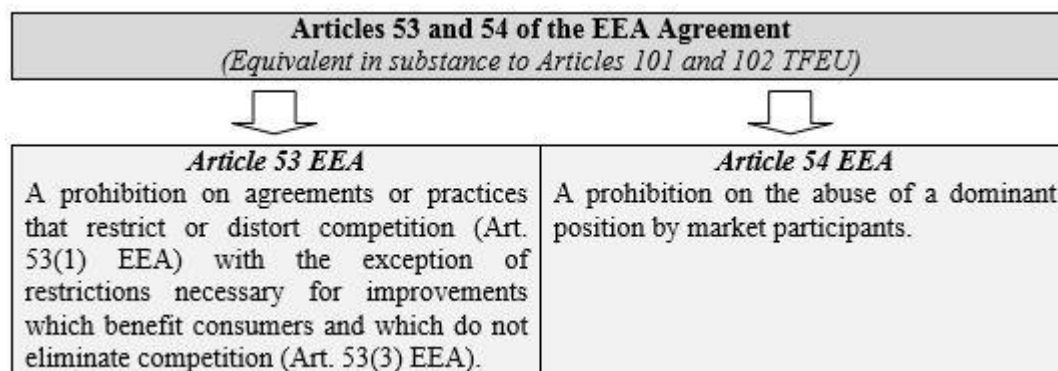 Articles 53 and 54 of the EEA Agreement
(Equivalent in substance to Articles 101 and 102 TFEU)
Article 53 EEA
A prohibition on agreements or practices
that restrict or distort competition (Art.
53(1) EEA) with the exception of
restrictions necessary for improvements
which benefit consumers and which do not
eliminate competition (Art. 53(3) EEA).
Article 54 EEA
A prohibition on the abuse of a dominant
position by market participants.